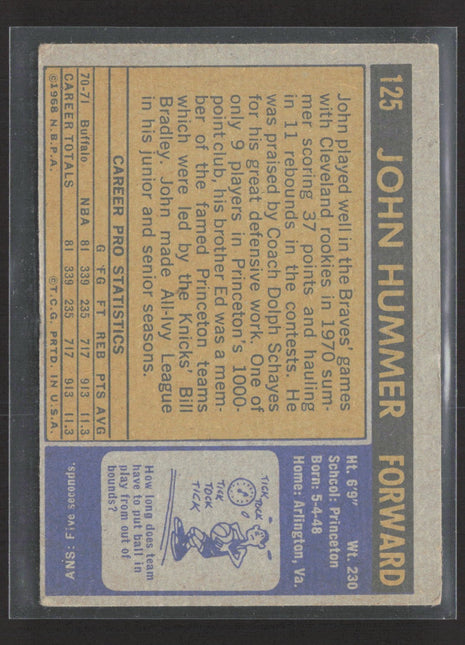 125 JOHN HUMMER FORWARD
John played well in the Braves' games
with Cleveland rookies in 1970 sum-
mer scoring 37 points and hauling
in 11 rebounds in the contests. He
was praised by Coach Dolph Schayes
for his great defensive work. One of
only 9 players in Princeton's 1000-
point club, his brother Ed was a mem-
ber of the famed Princeton teams
which were led by the Knicks' Bill
Bradley. John made All-Ivy League
in his junior and senior seasons.
CAREER PRO STATISTICS
G FG FT REB PTS AVG
70-71 Buffalo NBA 81 339 235 717 913 11.3
CAREER TOTALS 81 339 235 717 913 11.3
©1968 N.B.P.A. ©T.C.G. PRTD. IN U.S.A.
Ht. 6'9" Wt. 230
School: Princeton
Born: 5-4-48
Home: Arlington, Va.
TICK TOCK
TICK
TOCK
TICK
How long does team
have to put ball in
play from out of
bounds?
ANS: Five seconds.